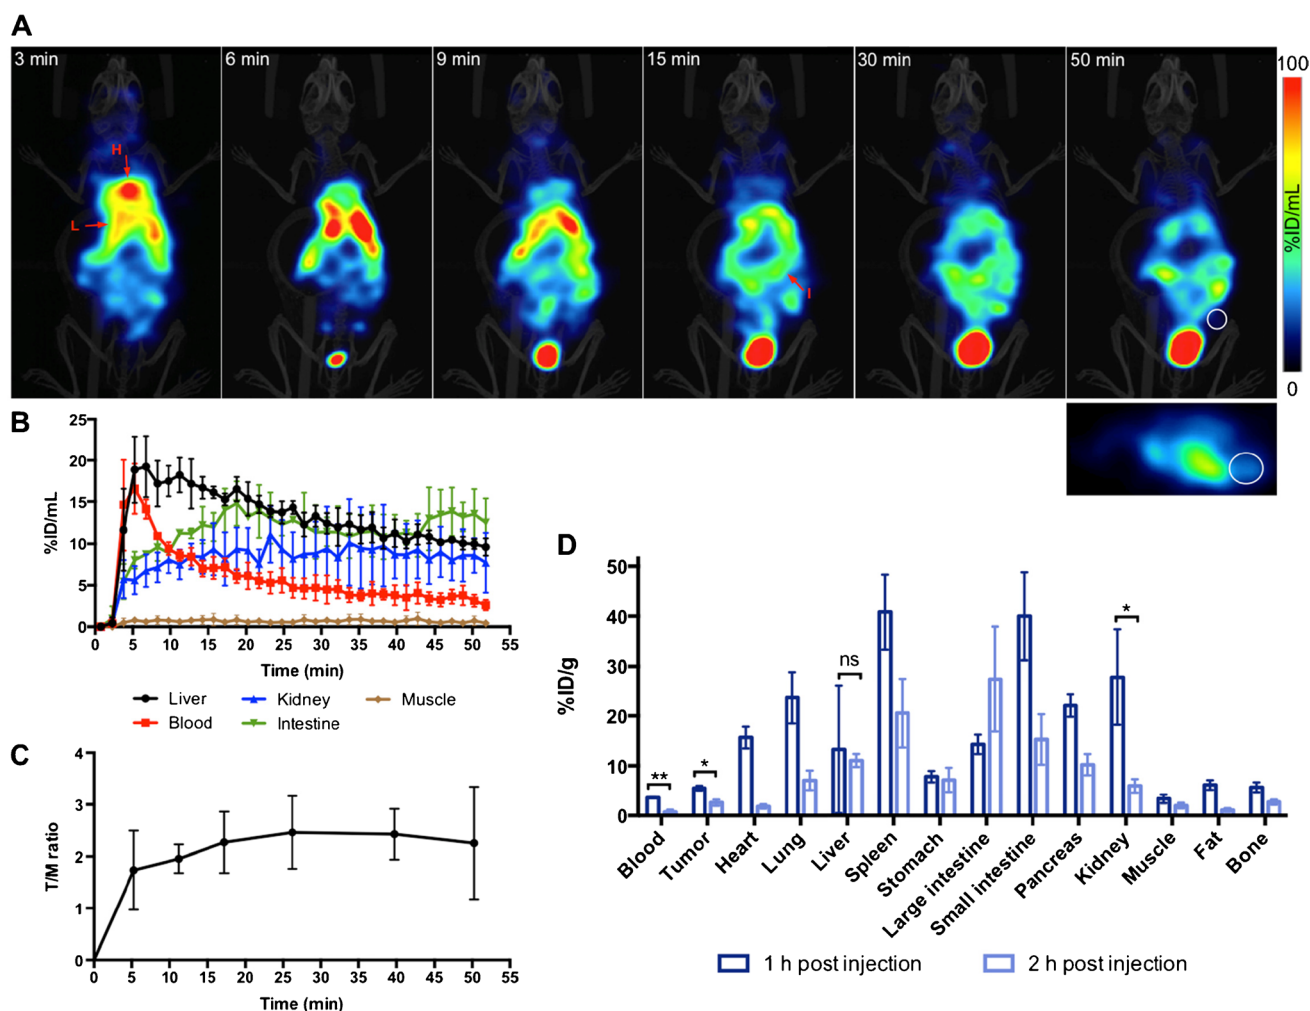 A
3 min
6 min
9 min
15 min
30 min
50 min
H
L
I
100
%ID/mL
0
B
25
20
15
10
5
0
%ID/mL
0 5 10 15 20 25 30 35 40 45 50 55
Time (min)
Liver Kidney Muscle
Blood Intestine
C
4
3
2
1
0
T/M ratio
0 5 10 15 20 25 30 35 40 45 50 55
Time (min)
D
50
40
30
20
10
0
%ID/g
** * ns *
Blood
Tumor
Heart
Lung
Liver
Spleen
Stomach
Large intestine
Small intestine
Pancreas
Kidney
Muscle
Fat
Bone
1 h post injection 2 h post injection